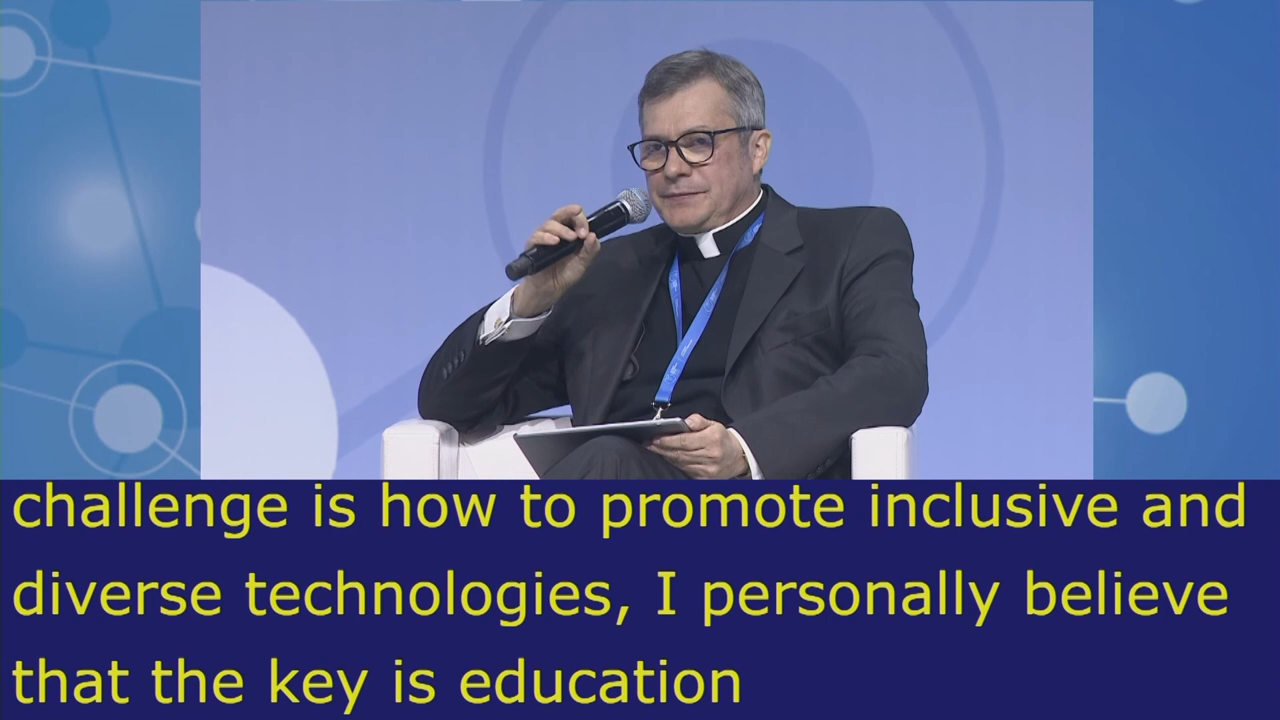 challenge is how to promote inclusive and
diverse technologies, I personally believe
that the key is education